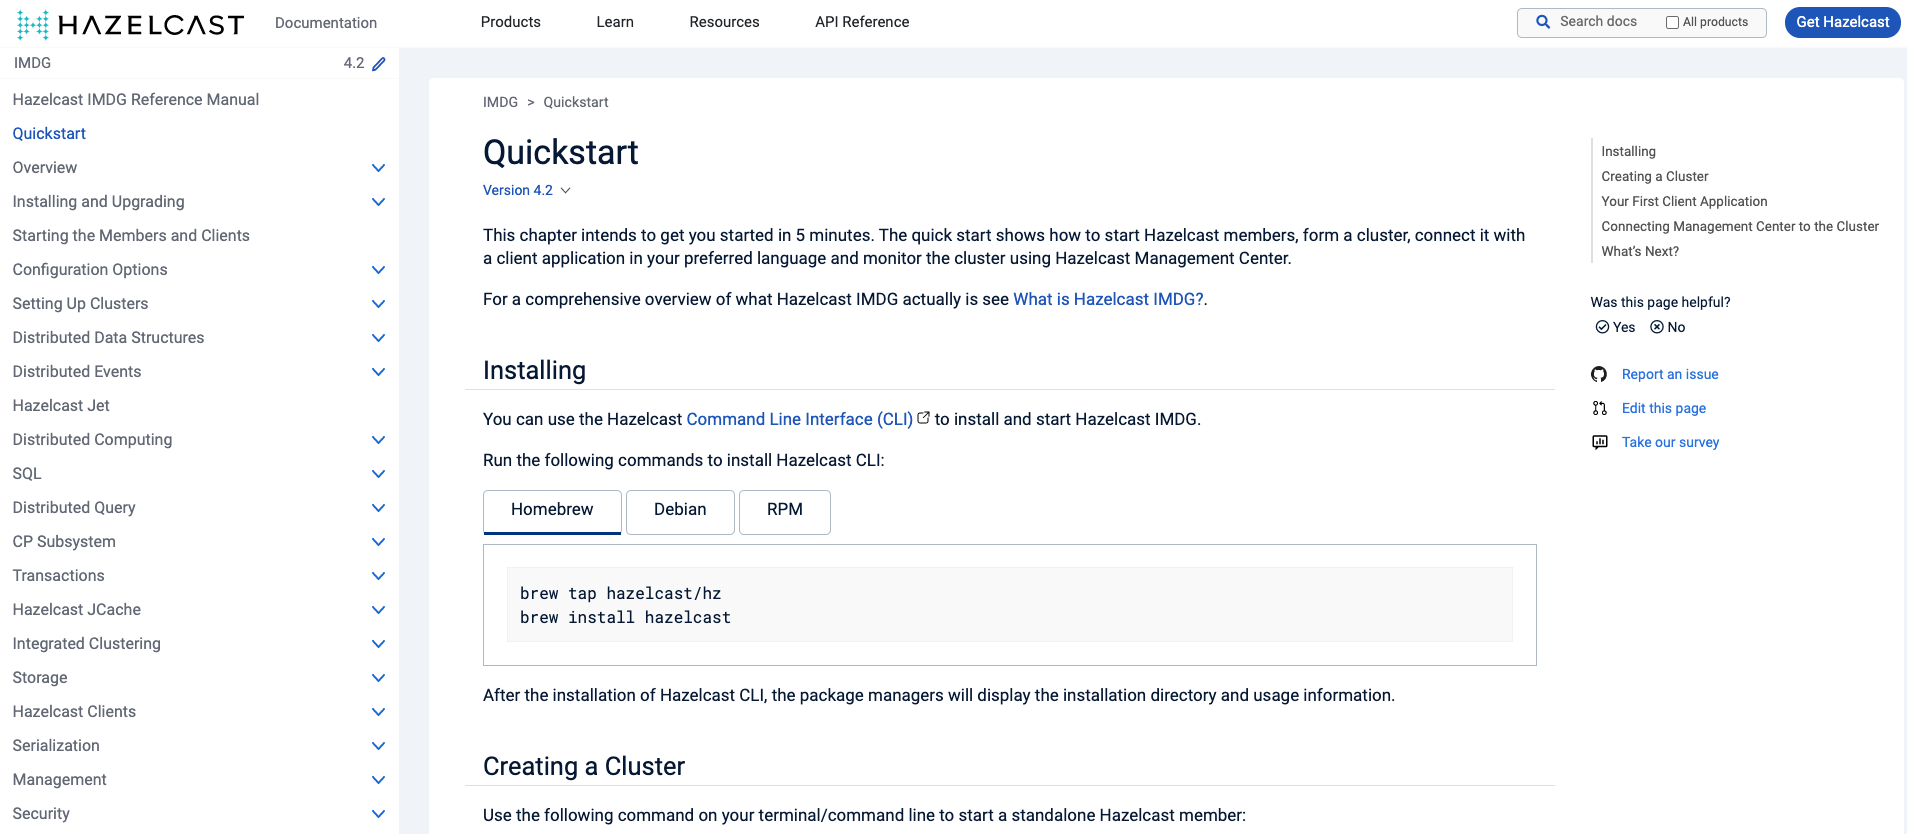 HAZELCAST Documentation Products Learn Resources API Reference Search docs All products Get Hazelcast
IMDG 4.2
Hazelcast IMDG Reference Manual
Quickstart
Overview
Installing and Upgrading
Starting the Members and Clients
Configuration Options
Setting Up Clusters
Distributed Data Structures
Distributed Events
Hazelcast Jet
Distributed Computing
SQL
Distributed Query
CP Subsystem
Transactions
Hazelcast JCache
Integrated Clustering
Storage
Hazelcast Clients
Serialization
Management
Security
IMDG > Quickstart
Quickstart
Version 4.2
This chapter intends to get you started in 5 minutes. The quick start shows how to start Hazelcast members, form a cluster, connect it with
a client application in your preferred language and monitor the cluster using Hazelcast Management Center.
For a comprehensive overview of what Hazelcast IMDG actually is see What is Hazelcast IMDG?.
Installing
You can use the Hazelcast Command Line Interface (CLI) to install and start Hazelcast IMDG.
Run the following commands to install Hazelcast CLI:
Homebrew Debian RPM
brew tap hazelcast/hz
brew install hazelcast
After the installation of Hazelcast CLI, the package managers will display the installation directory and usage information.
Creating a Cluster
Use the following command on your terminal/command line to start a standalone Hazelcast member:
Installing
Creating a Cluster
Your First Client Application
Connecting Management Center to the Cluster
What's Next?
Was this page helpful?
Yes No
Report an issue
Edit this page
Take our survey